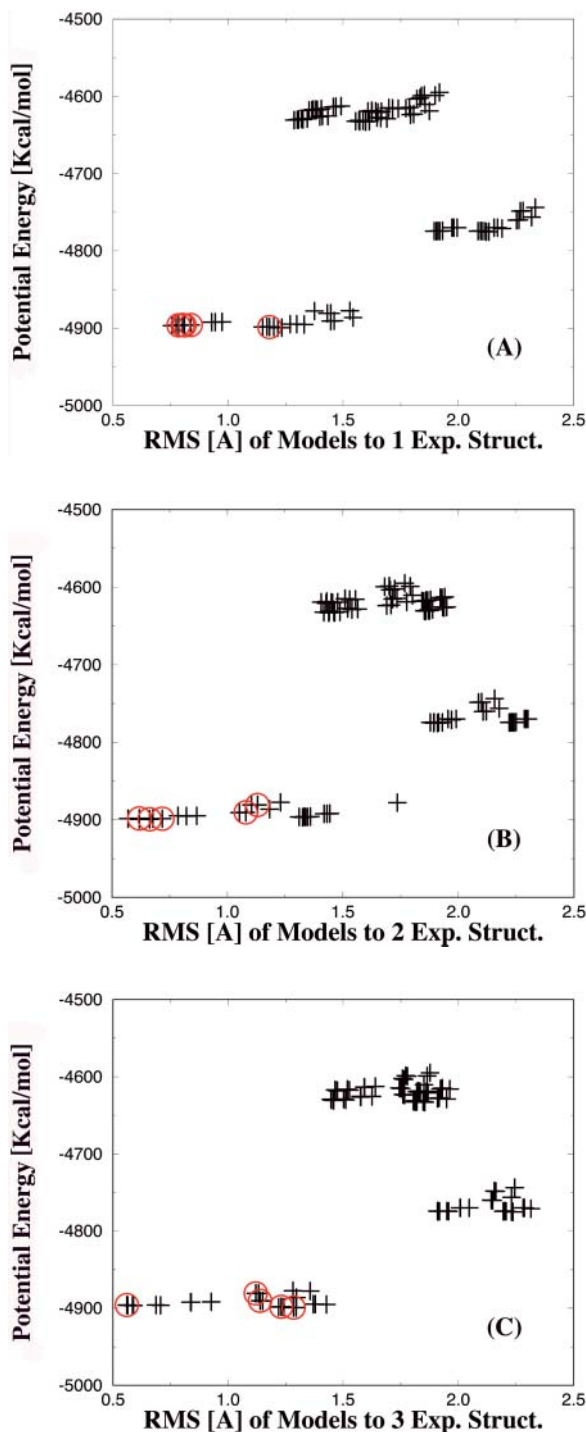 -4500
-4600
-4700
-4800
-4900
-5000
Potential Energy [Kcal/mol]
(A)
0.5 1.0 1.5 2.0 2.5
RMS [A] of Models to 1 Exp. Struct.
-4500
-4600
-4700
-4800
-4900
-5000
Potential Energy [Kcal/mol]
(B)
0.5 1.0 1.5 2.0 2.5
RMS [A] of Models to 2 Exp. Struct.
-4500
-4600
-4700
-4800
-4900
-5000
Potential Energy [Kcal/mol]
(C)
0.5 1.0 1.5 2.0 2.5
RMS [A] of Models to 3 Exp. Struct.